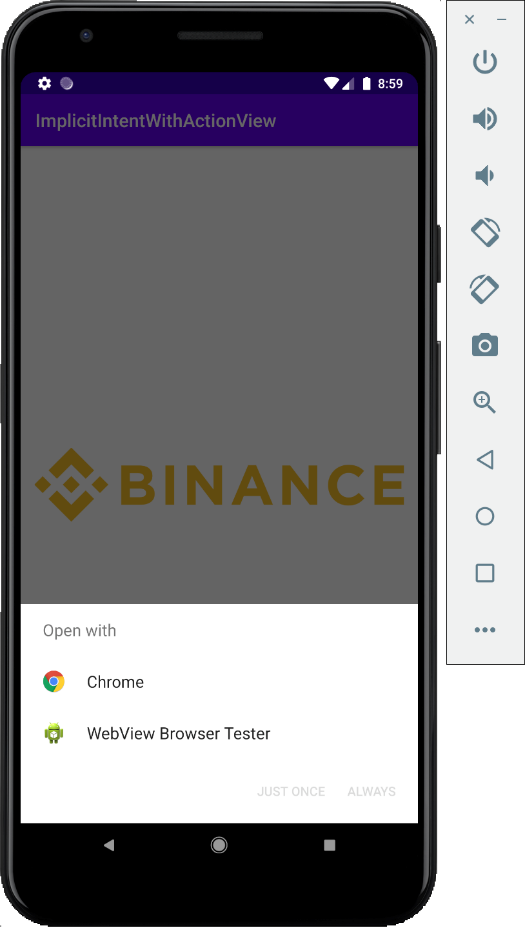 8:59
ImplicitIntentWithActionView
BINANCE
Open with
Chrome
WebView Browser Tester
JUST ONCE ALWAYS